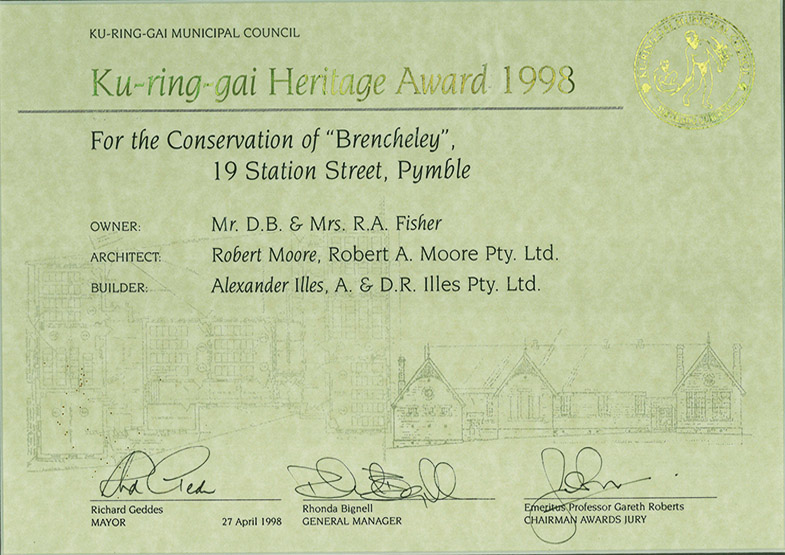 KU-RING-GAI MUNICIPAL COUNCIL
Ku-ring-gai Heritage Award 1998
For the Conservation of "Brencheley",
19 Station Street, Pymble
OWNER: Mr. D.B. & Mrs. R.A. Fisher
ARCHITECT: Robert Moore, Robert A. Moore Pty. Ltd.
BUILDER: Alexander Illes, A. & D.R. Illes Pty. Ltd.
Richard Geddes
MAYOR 27 April 1998
Rhonda Bignell
GENERAL MANAGER
Emeritus Professor Gareth Roberts
CHAIRMAN AWARDS JURY